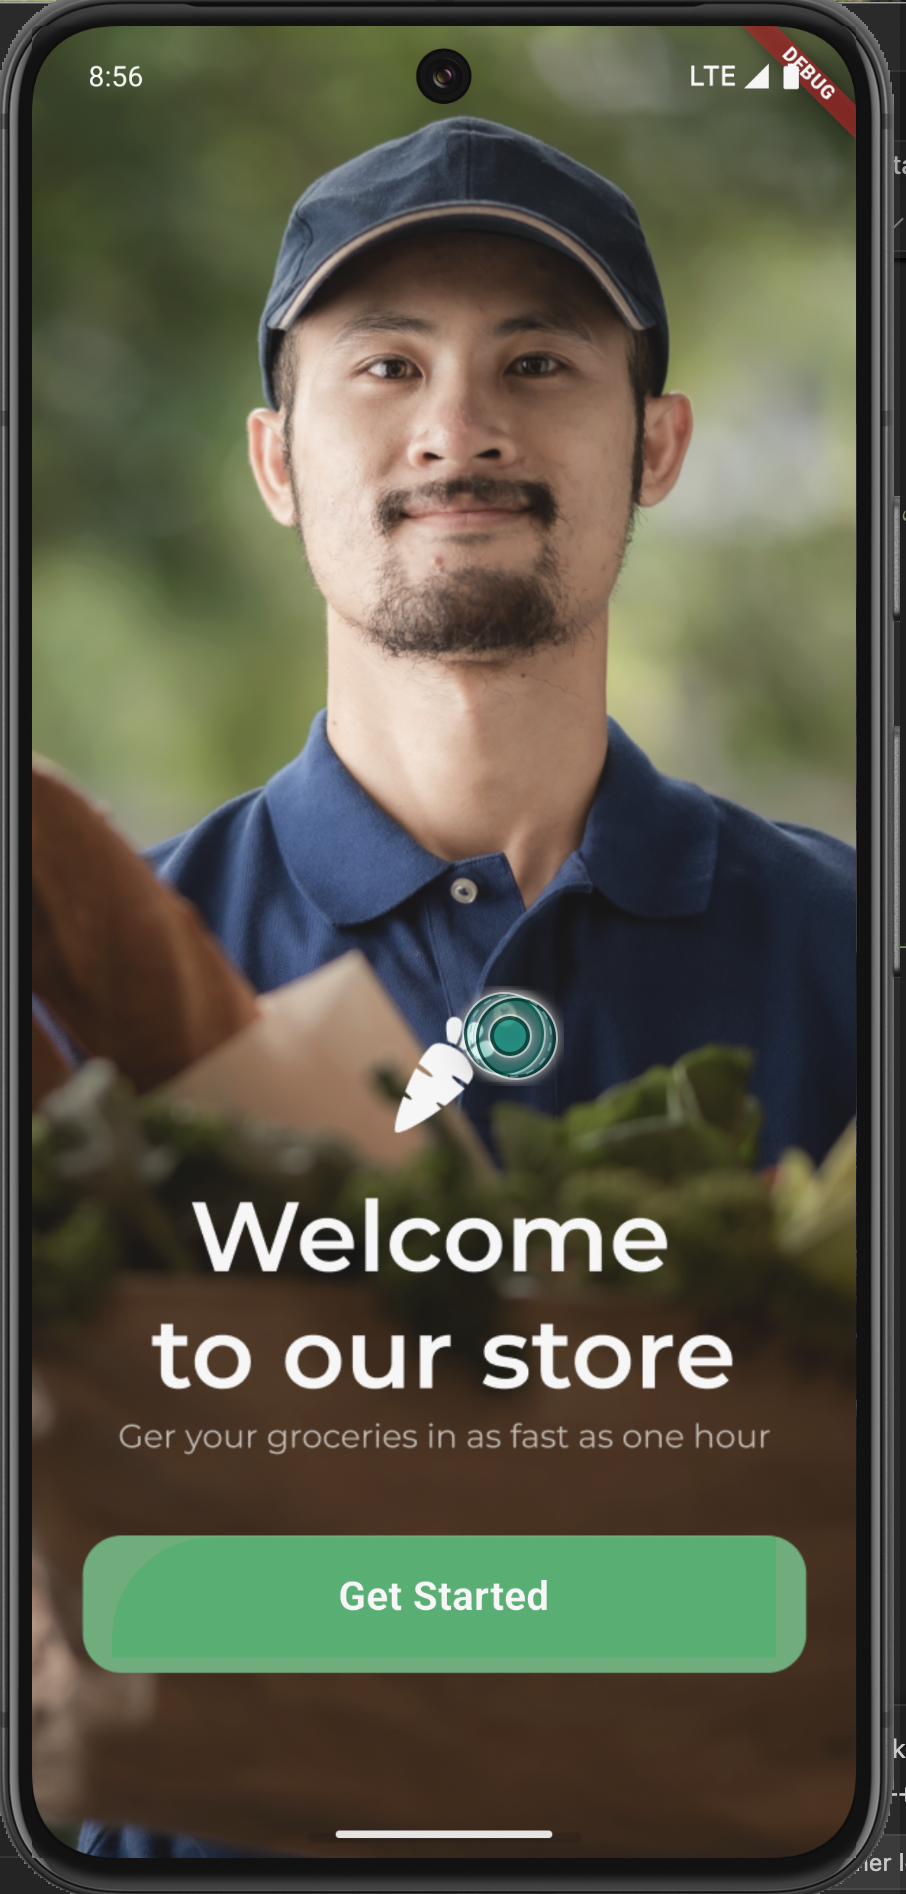 8:56
LTE
DEBUG
Welcome
to our store
Ger your groceries in as fast as one hour
Get Started